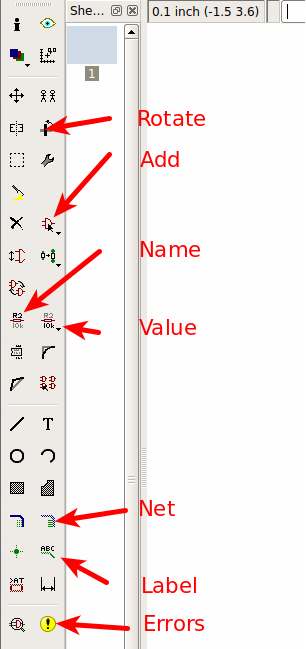 She...
0.1 inch (-1.5 3.6)
1
Rotate
Add
Name
R2
10k
R2
10k
Value
T
Net
ABC
Label
AT
Errors